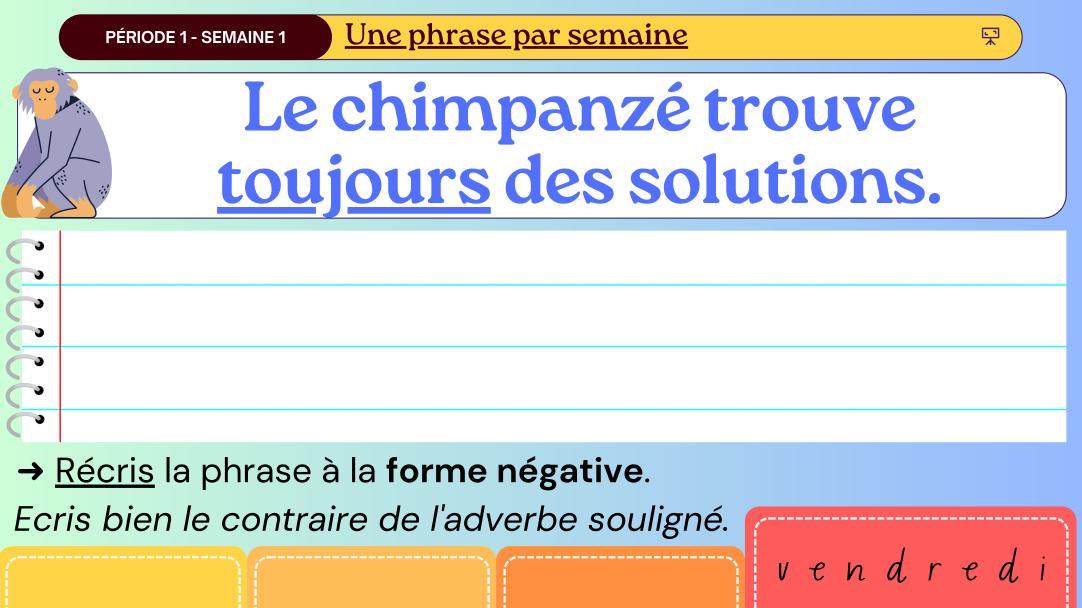 PÉRIODE 1 - SEMAINE 1
Une phrase par semaine
Le chimpanzé trouve
toujours des solutions.
➜ Récris la phrase à la forme négative.
Ecris bien le contraire de l'adverbe souligné.
vendredi